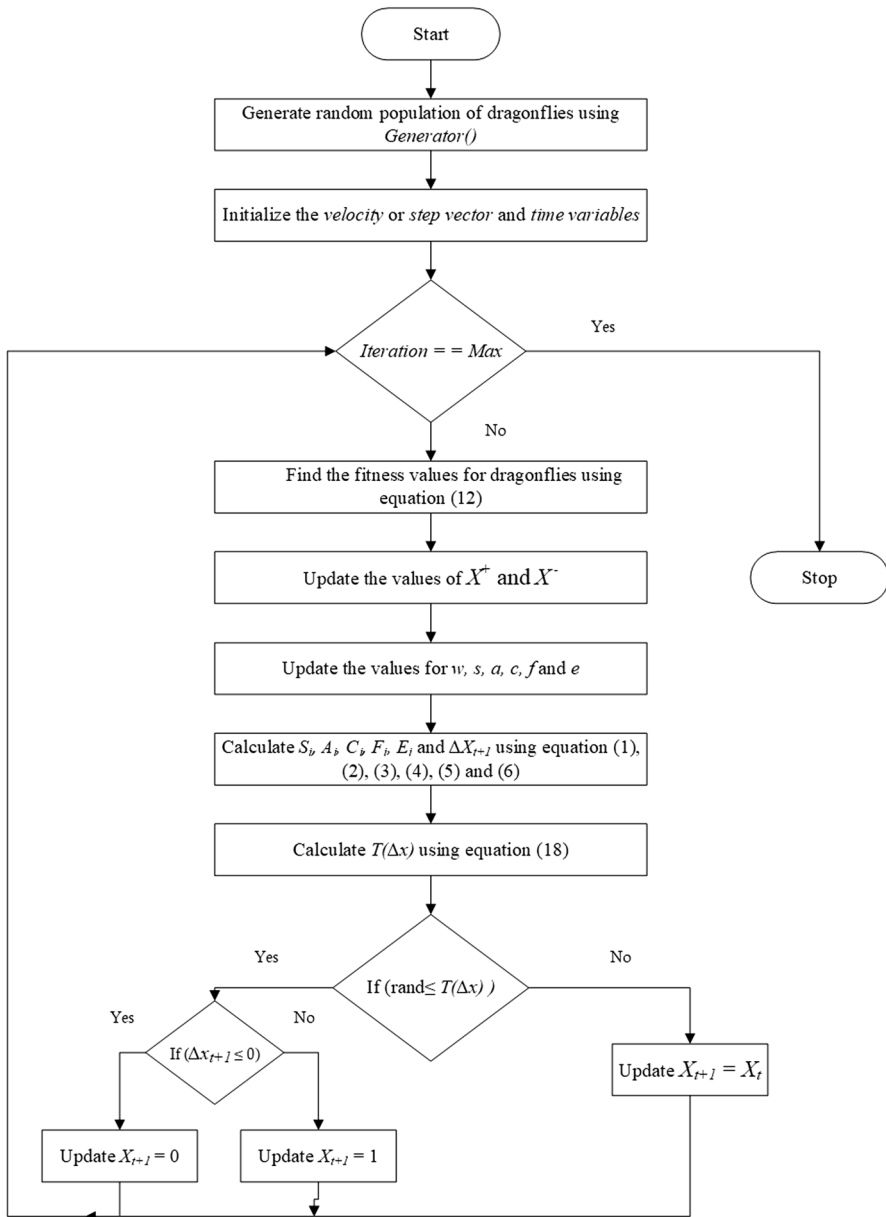 Start
Generate random population of dragonflies using
Generator()
Initialize the velocity or step vector and time variables
Yes
Iteration = = Max
No
Find the fitness values for dragonflies using
equation (12)
Update the values of X⁺ and X⁻
Stop
Update the values for w, s, a, c, f and e
Calculate Sᵢ, Aᵢ, Cᵢ, Fᵢ, Eᵢ and ΔXₜ₊₁ using equation (1),
(2), (3), (4), (5) and (6)
Calculate T(Δx) using equation (18)
Yes
No
If (rand≤ T(Δx) )
Yes
No
If (Δxₜ₊₁ ≤ 0)
Update Xₜ₊₁ = Xₜ
Update Xₜ₊₁ = 0
Update Xₜ₊₁ = 1